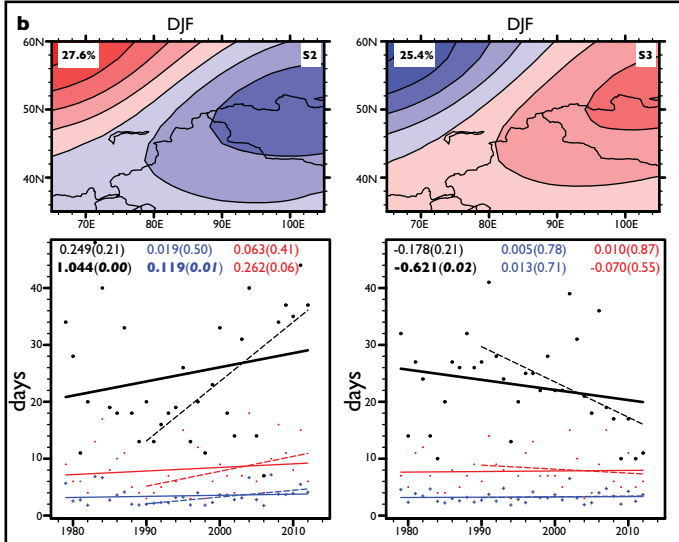 b
DJF
DJF
60N
27.6%
S2
60N
25.4%
S3
50N
50N
40N
40N
70E 80E 90E 100E
70E 80E 90E 100E
0.249(0.21) 0.019(0.50) 0.063(0.41)
1.044(0.00) 0.119(0.01) 0.262(0.06)
-0.178(0.21) 0.005(0.78) 0.010(0.87)
-0.621(0.02) 0.013(0.71) -0.070(0.55)
days
40
30
20
10
0
1980 1990 2000 2010
days
40
30
20
10
0
1980 1990 2000 2010